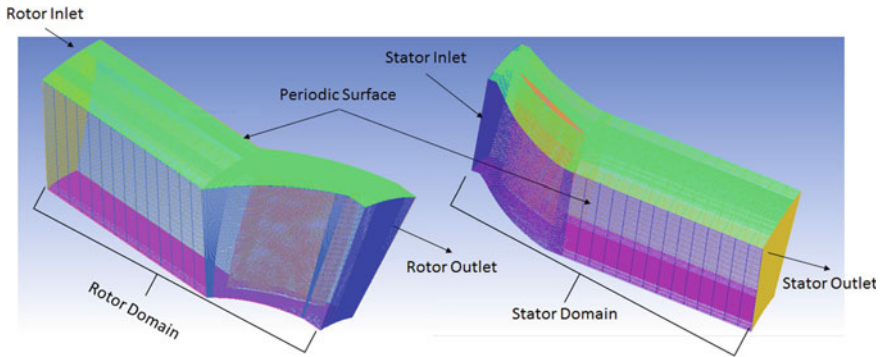 Rotor Inlet
Stator Inlet
Periodic Surface
Rotor Outlet
Rotor Domain
Stator Domain
Stator Outlet